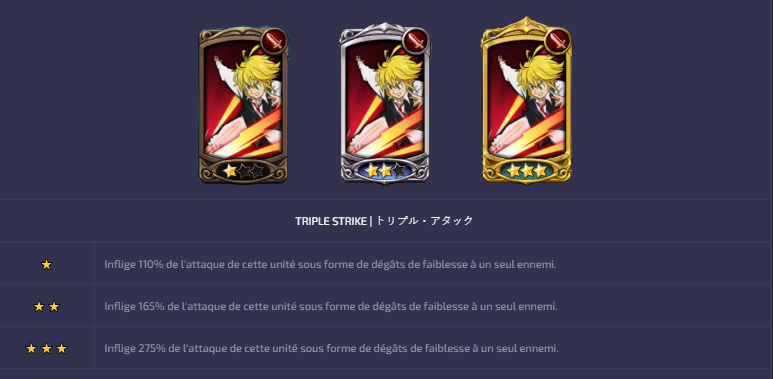 TRIPLE STRIKE | トリプル・アタック
Inflige 110% de l'attaque de cette unité sous forme de dégâts de faiblesse à un seul ennemi.
Inflige 165% de l'attaque de cette unité sous forme de dégâts de faiblesse à un seul ennemi.
Inflige 275% de l'attaque de cette unité sous forme de dégâts de faiblesse à un seul ennemi.